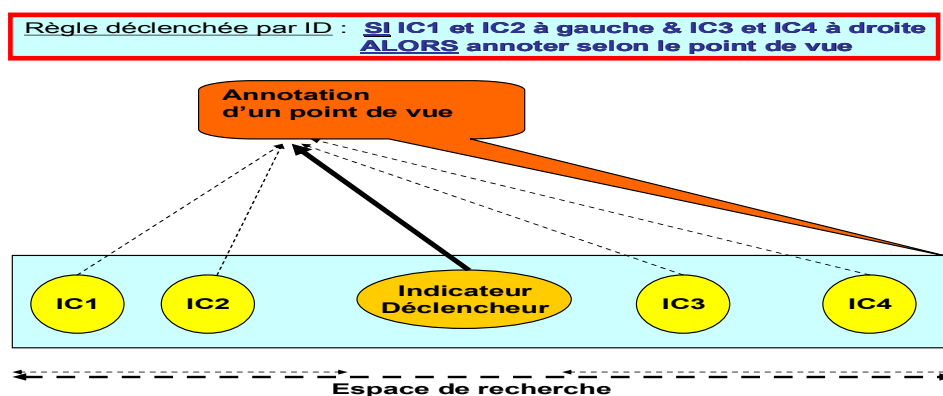 Règle déclenchée par ID : SI IC1 et IC2 à gauche & IC3 et IC4 à droite
ALORS annoter selon le point de vue
Annotation
d'un point de vue
IC1
IC2
Indicateur
Déclencheur
IC3
IC4
Espace de recherche